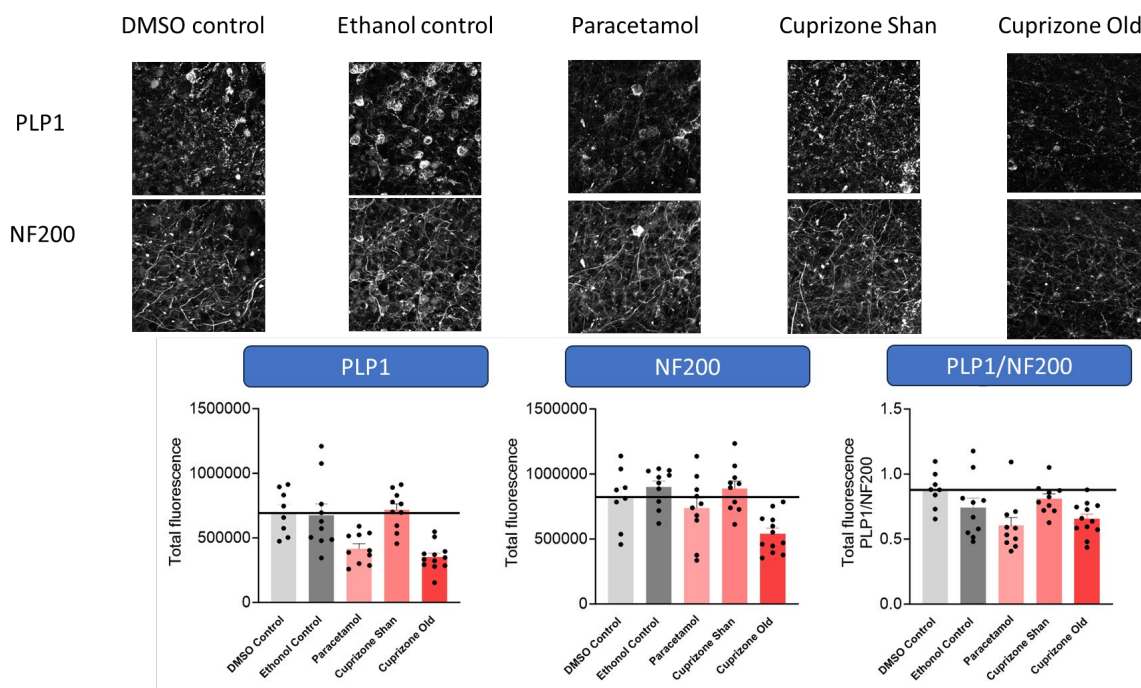 DMSO control
Ethanol control
Paracetamol
Cuprizone Shan
Cuprizone Old
PLP1
NF200
PLP1
NF200
PLP1/NF200
1500000
1000000
500000
0
Total fluorescence
DMSO Control
Ethonol Control
Paracetamol
Cuprizone Shan
Cuprizone Old
1500000
1000000
500000
0
Total fluorescence
DMSO Control
Ethonol Control
Paracetamol
Cuprizone Shan
Cuprizone Old
1.5
1.0
0.5
0.0
Total fluorescence
PLP1/NF200
DMSO Control
Ethonol Control
Paracetamol
Cuprizone Shan
Cuprizone Old